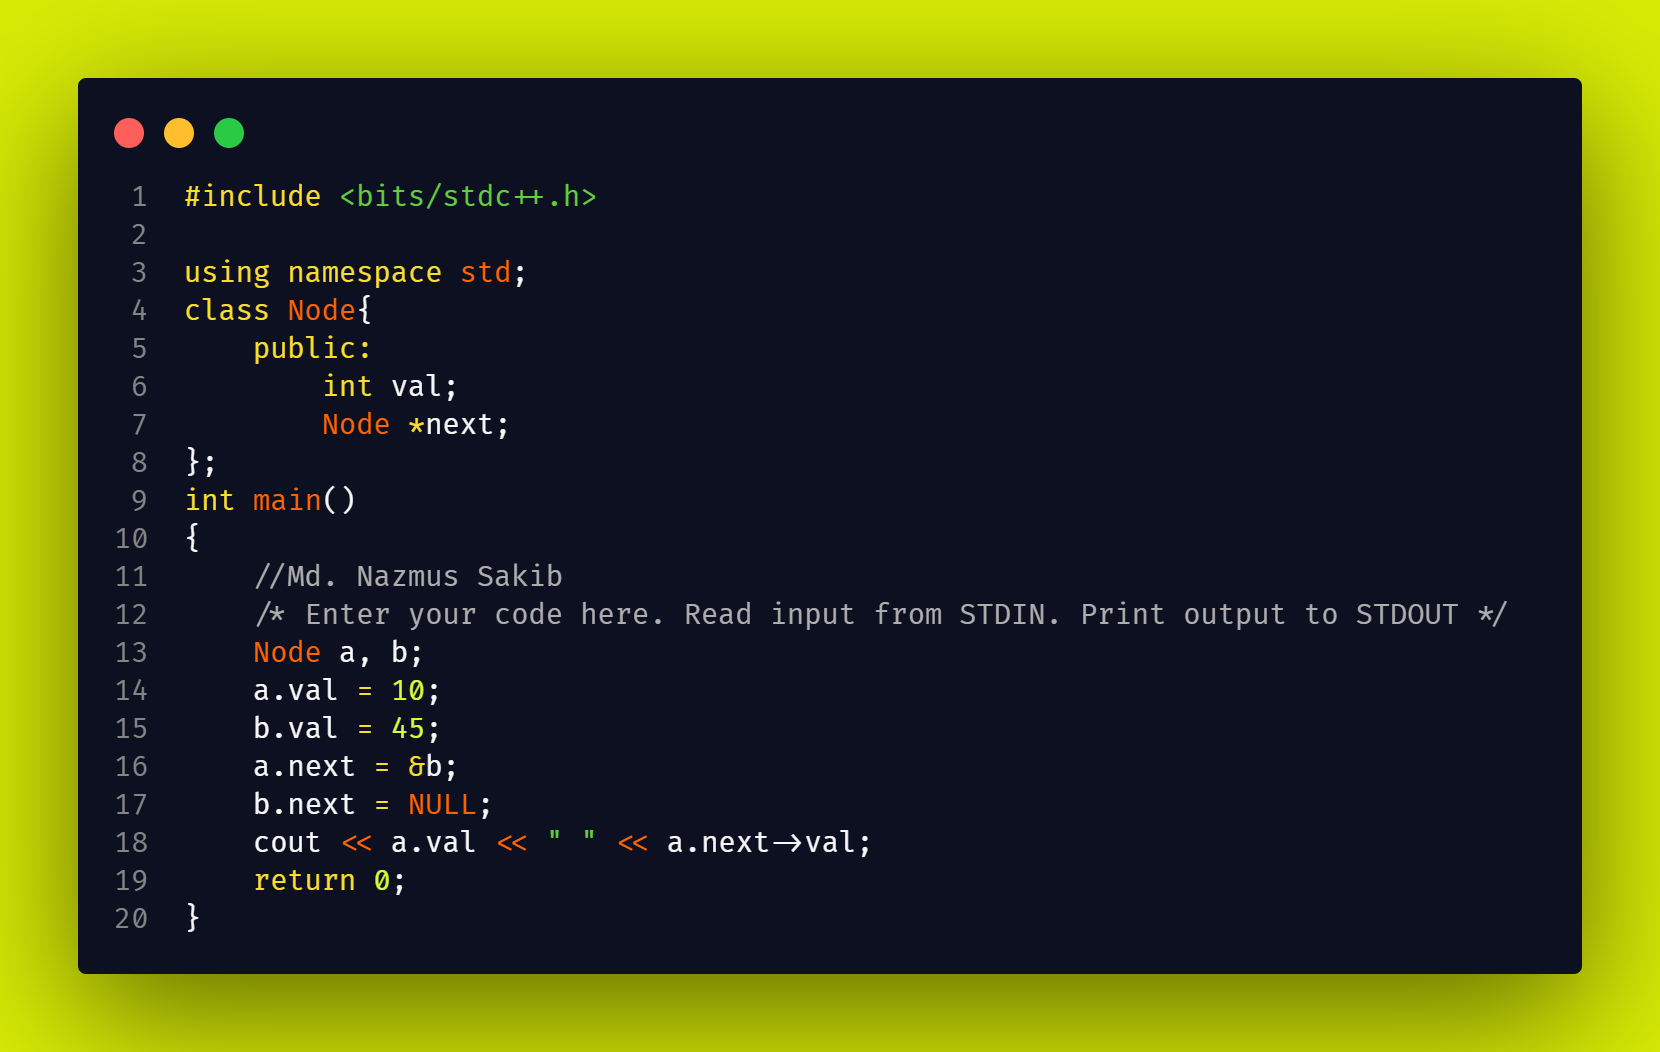 1 #include <bits/stdc++.h>
2
3 using namespace std;
4 class Node{
5     public:
6         int val;
7         Node *next;
8 };
9 int main()
10 {
11     //Md. Nazmus Sakib
12     /* Enter your code here. Read input from STDIN. Print output to STDOUT */
13     Node a, b;
14     a.val = 10;
15     b.val = 45;
16     a.next = &b;
17     b.next = NULL;
18     cout << a.val << " " << a.next->val;
19     return 0;
20 }